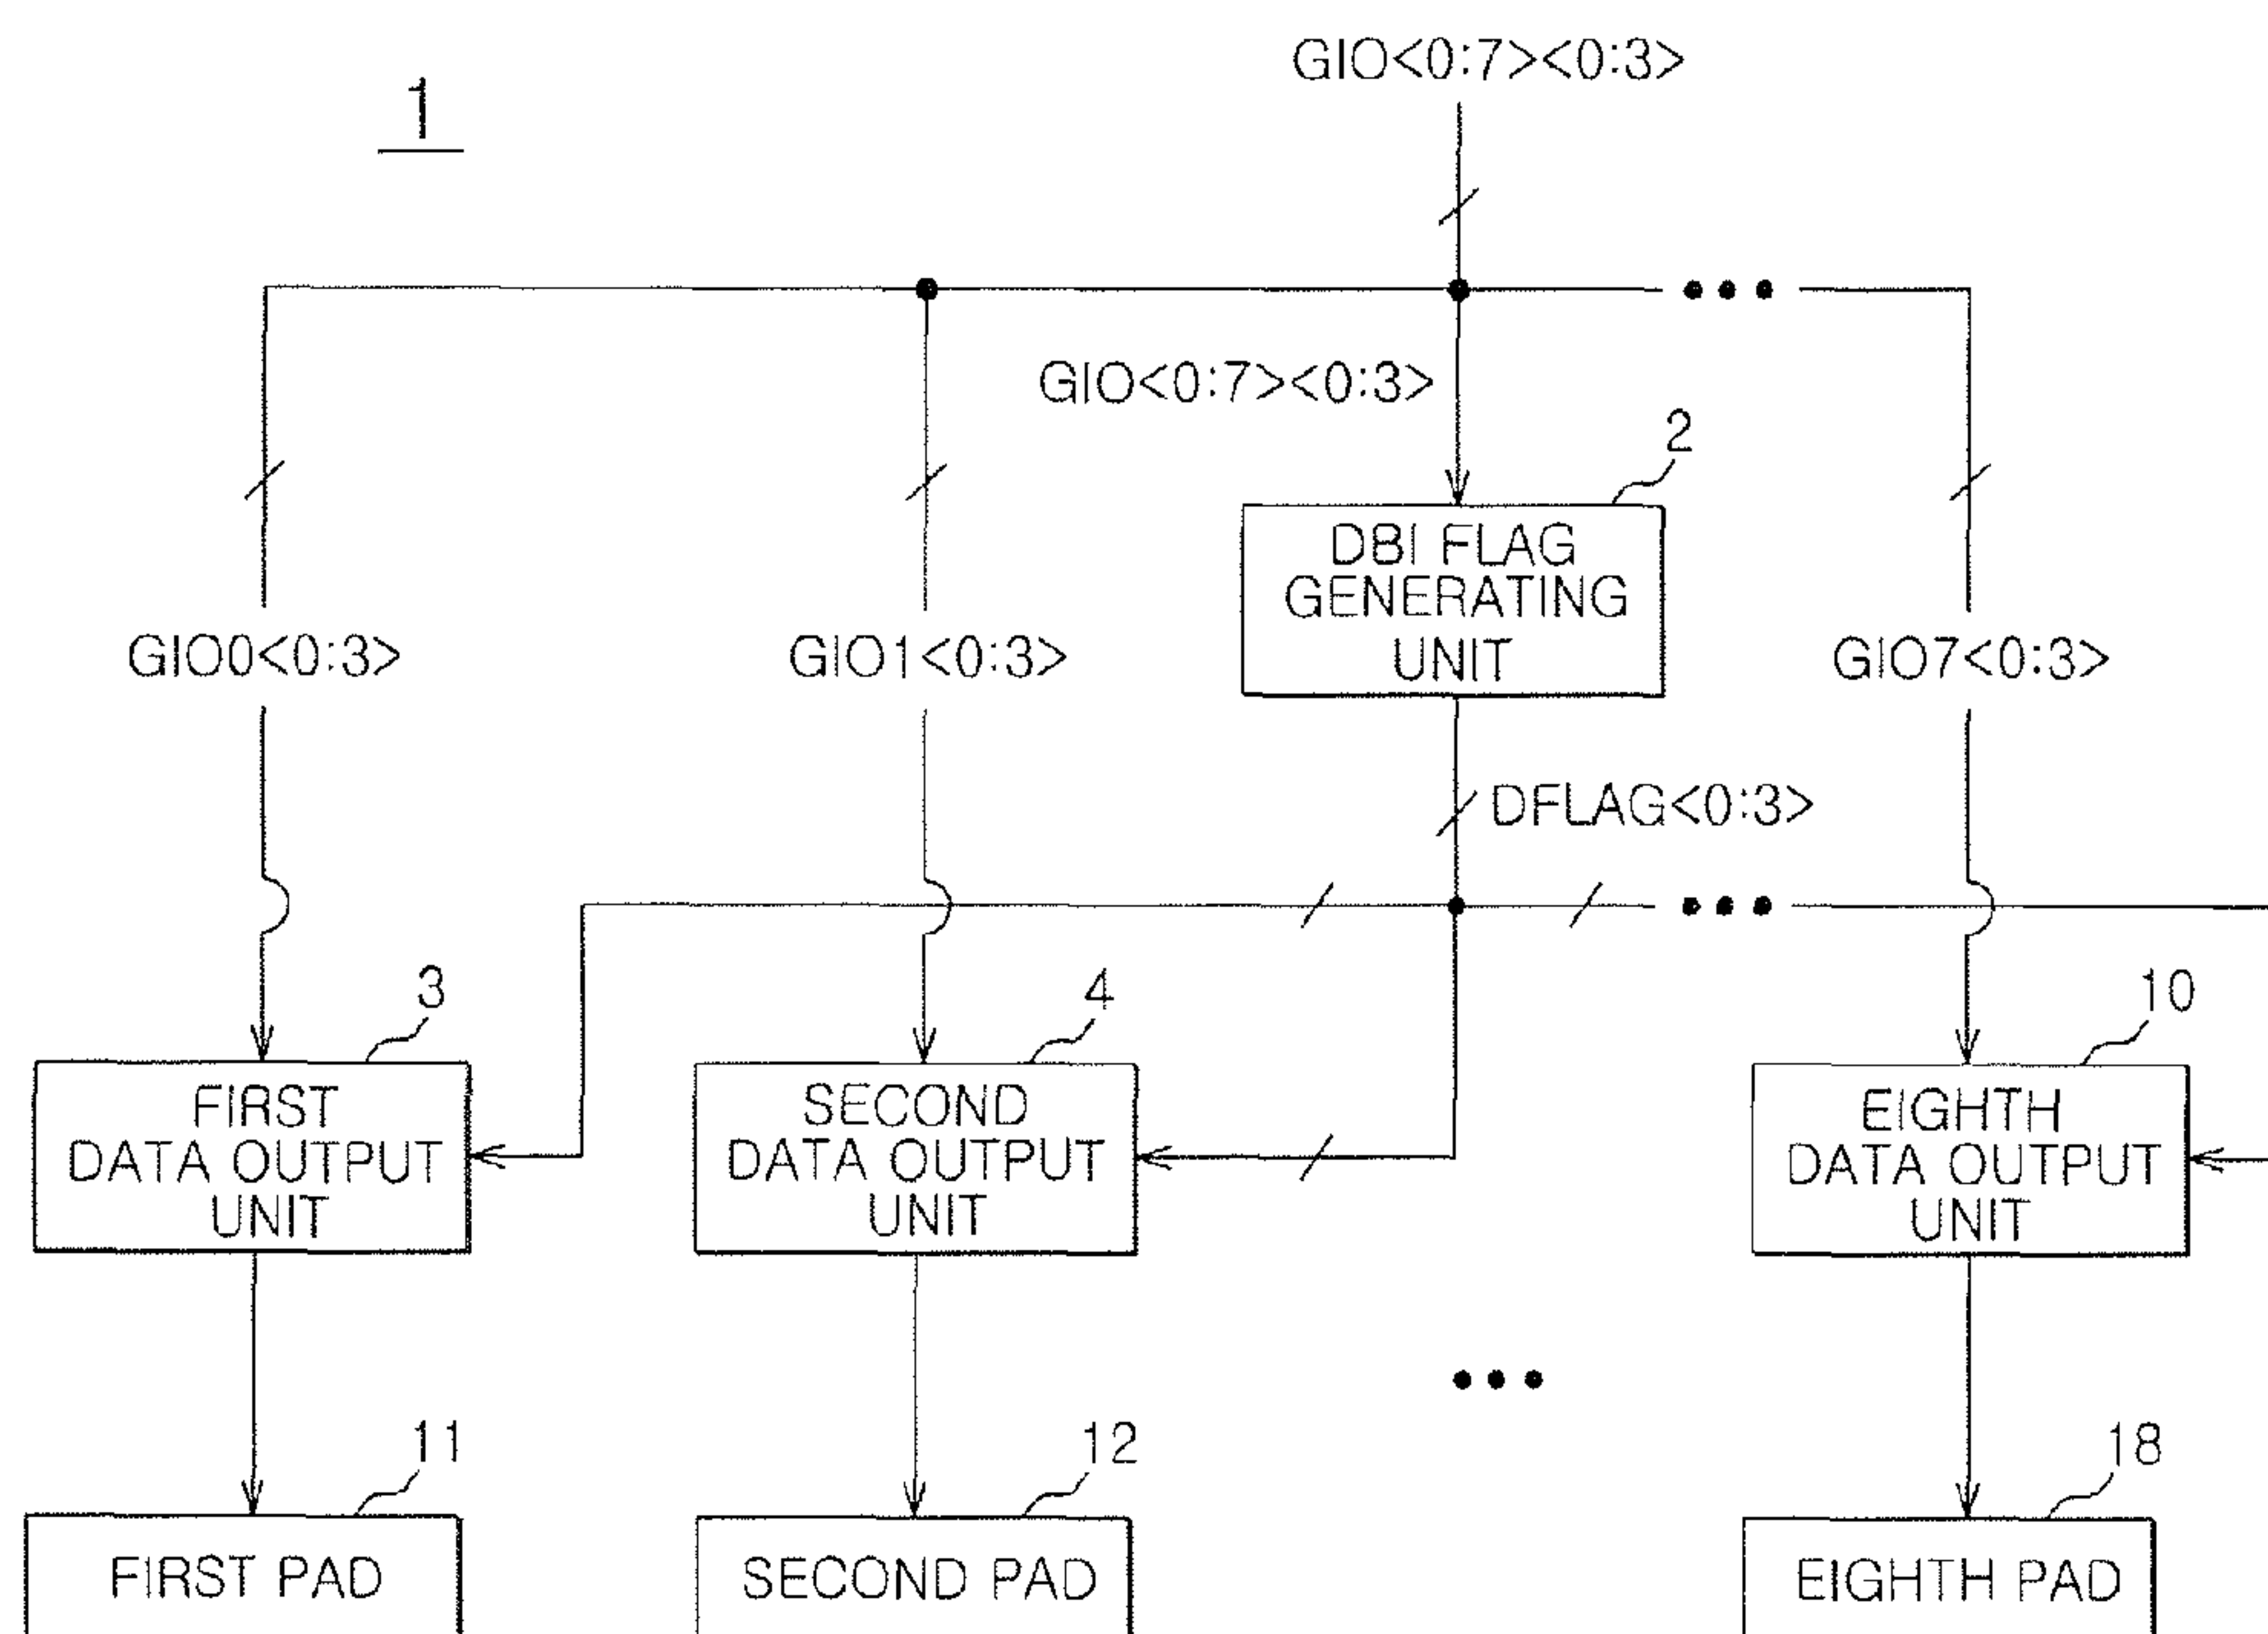 1
GIO<0:7><0:3>
GIO<0:7><0:3>
2
DBI FLAG
GENERATING
UNIT
GIO0<0:3>
GIO1<0:3>
GIO7<0:3>
DFLAG<0:3>
3
4
10
FIRST
DATA OUTPUT
UNIT
SECOND
DATA OUTPUT
UNIT
EIGHTH
DATA OUTPUT
UNIT
11
12
18
FIRST PAD
SECOND PAD
EIGHTH PAD